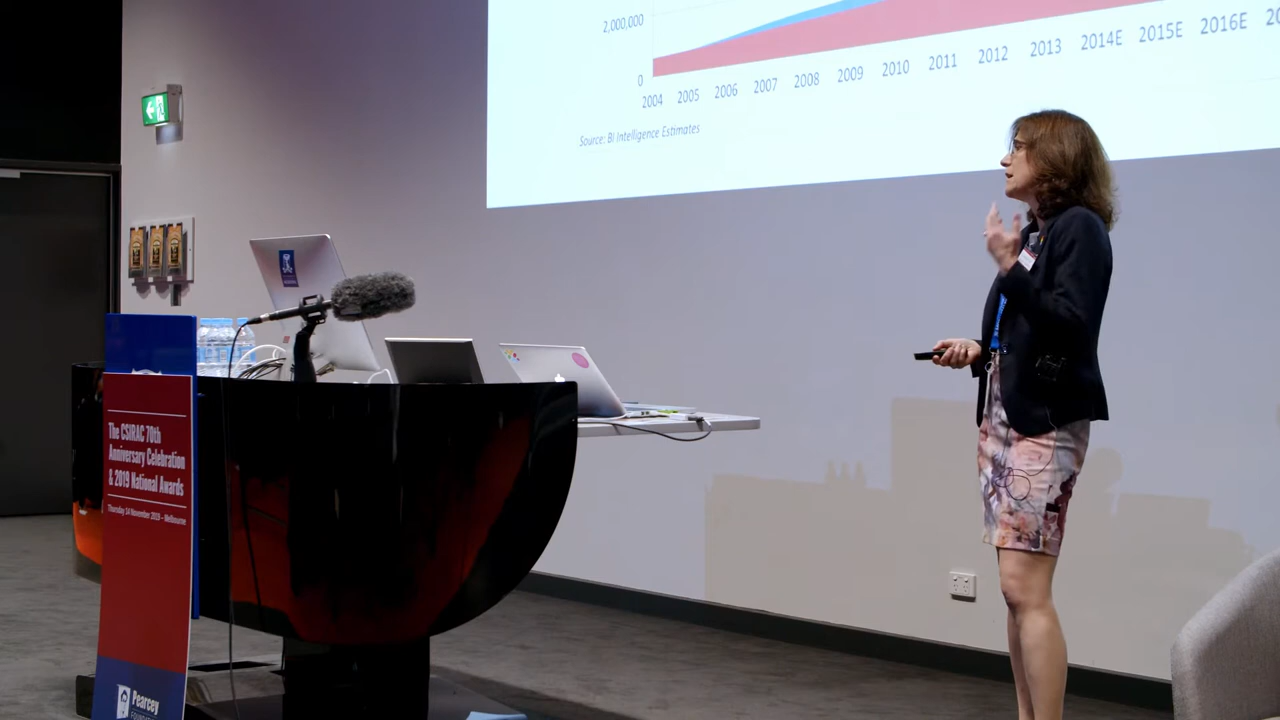 2,000,000
0
2004 2005 2006 2007 2008 2009 2010 2011 2012 2013 2014E 2015E 2016E
Source: BI Intelligence Estimates
The CSIRAC 70th
Anniversary Celebration
& 2019 National Awards
Thursday 14 November 2019 – Melbourne
Pearcey
FOUNDATION